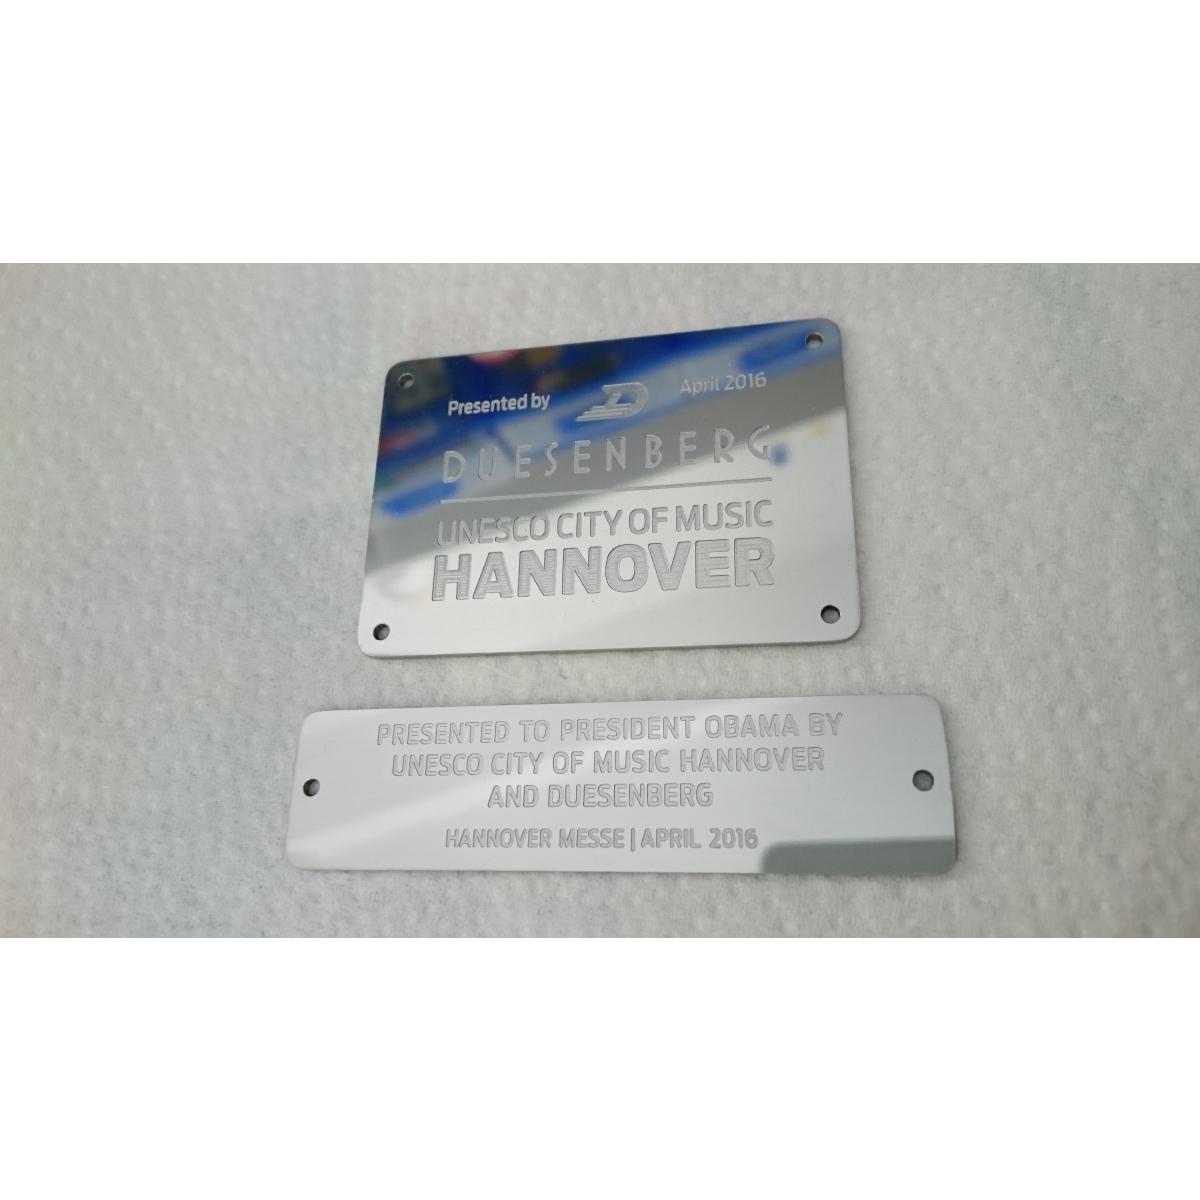 Presented by D April 2016
DUESENBERG
UNESCO CITY OF MUSIC
HANNOVER
PRESENTED TO PRESIDENT OBAMA BY
UNESCO CITY OF MUSIC HANNOVER
AND DUESENBERG
HANNOVER MESSE | APRIL 2016